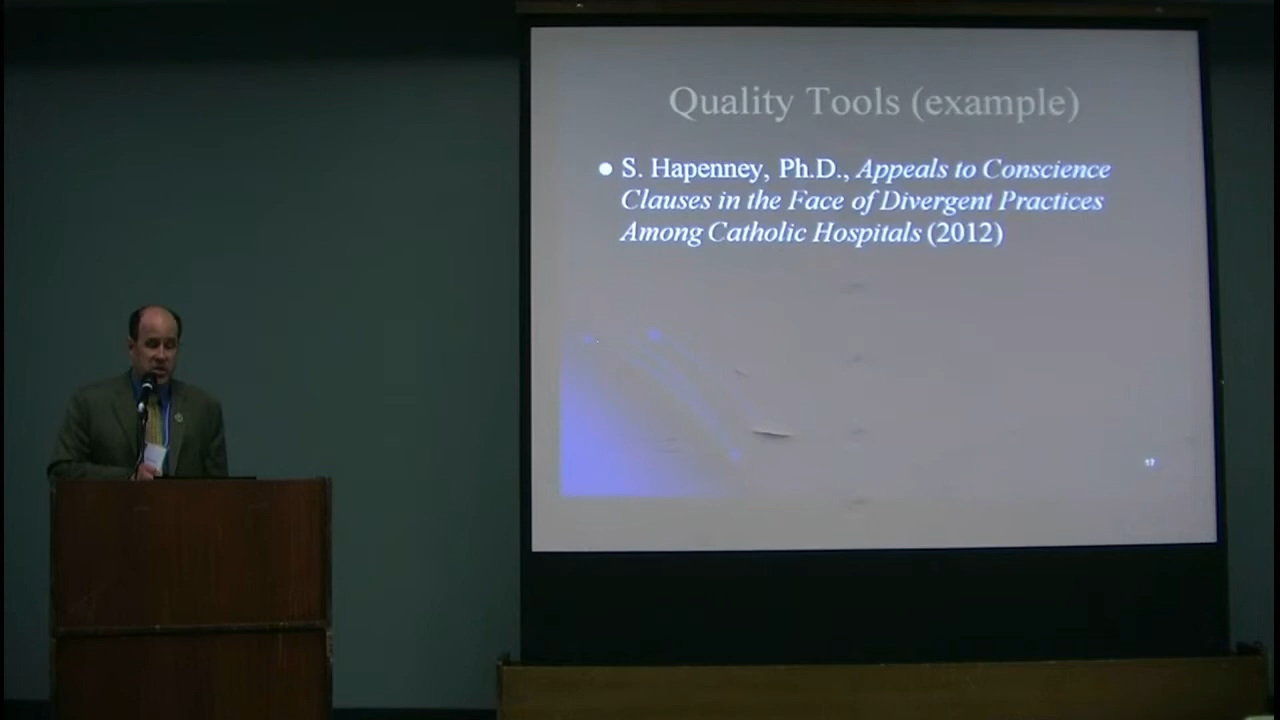 Quality Tools (example)
● S. Hapenney, Ph.D., Appeals to Conscience
Clauses in the Face of Divergent Practices
Among Catholic Hospitals (2012)
17